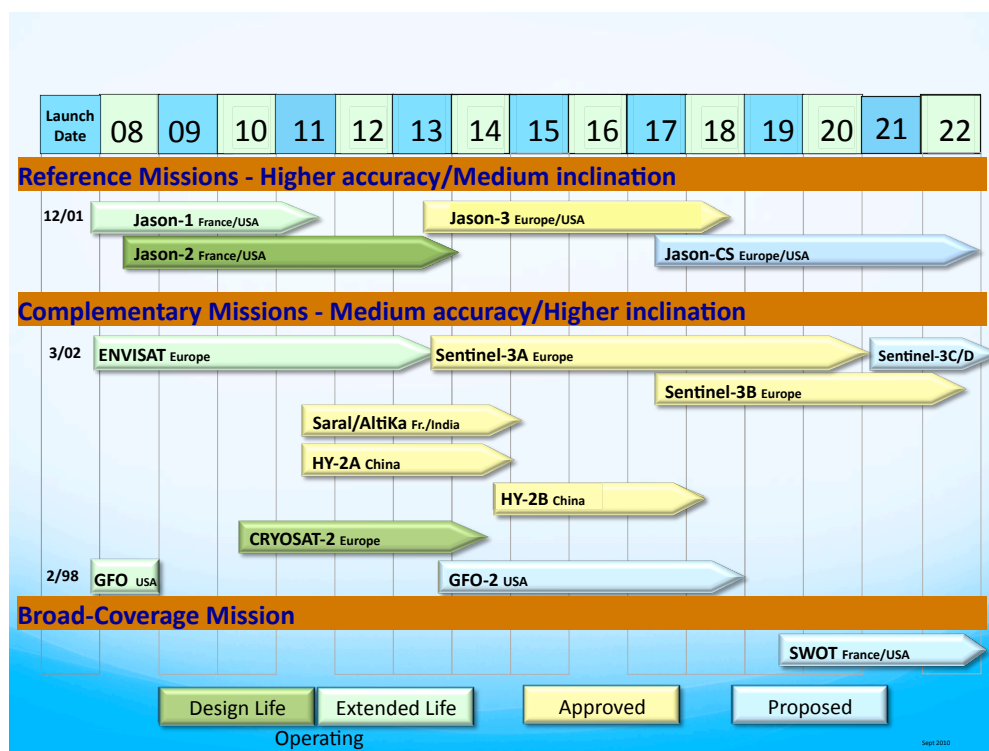 Launch Date 08 09 10 11 12 13 14 15 16 17 18 19 20 21 22
Reference Missions - Higher accuracy/Medium inclination
12/01 Jason-1 France/USA Jason-3 Europe/USA
Jason-2 France/USA Jason-CS Europe/USA
Complementary Missions - Medium accuracy/Higher inclination
3/02 ENVISAT Europe Sentinel-3A Europe Sentinel-3C/D
Sentinel-3B Europe
Saral/AltiKa Fr./India
HY-2A China
HY-2B China
CRYOSAT-2 Europe
2/98 GFO USA GFO-2 USA
Broad-Coverage Mission
SWOT France/USA
Design Life Extended Life Approved Proposed
Operating
Sept 2010